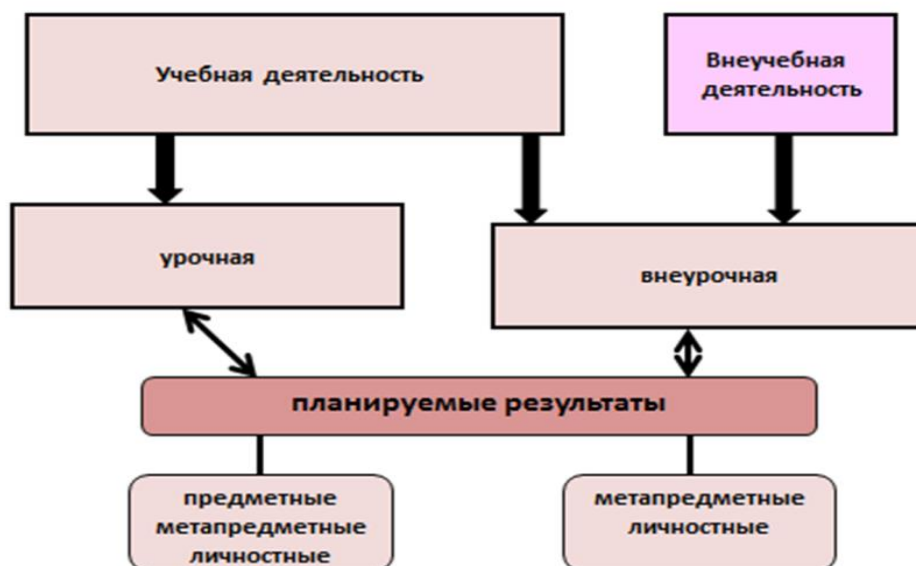 Учебная деятельность
Внеучебная
деятельность
урочная
внеурочная
планируемые результаты
предметные
метапредметные
личностные
метапредметные
личностные